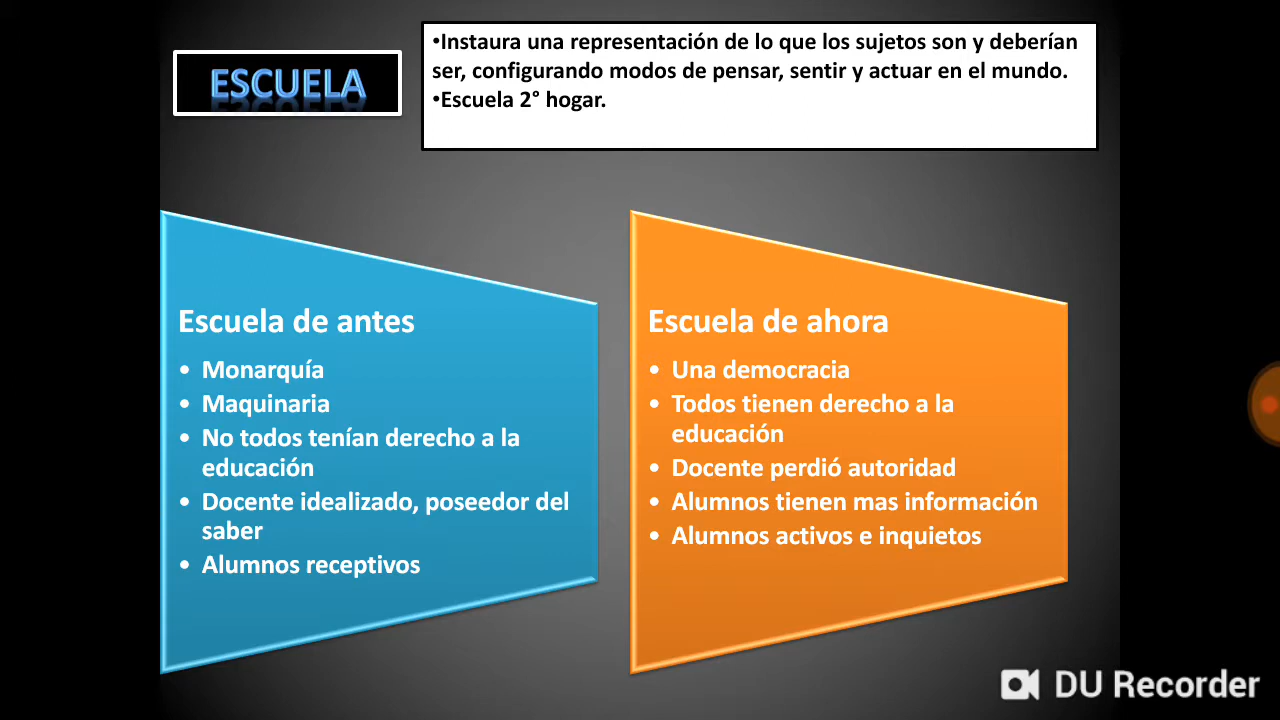 ESCUELA
•Instaura una representación de lo que los sujetos son y deberían
ser, configurando modos de pensar, sentir y actuar en el mundo.
•Escuela 2° hogar.
Escuela de antes
• Monarquía
• Maquinaria
• No todos tenían derecho a la
educación
• Docente idealizado, poseedor del
saber
• Alumnos receptivos
Escuela de ahora
• Una democracia
• Todos tienen derecho a la
educación
• Docente perdió autoridad
• Alumnos tienen mas información
• Alumnos activos e inquietos
DU Recorder